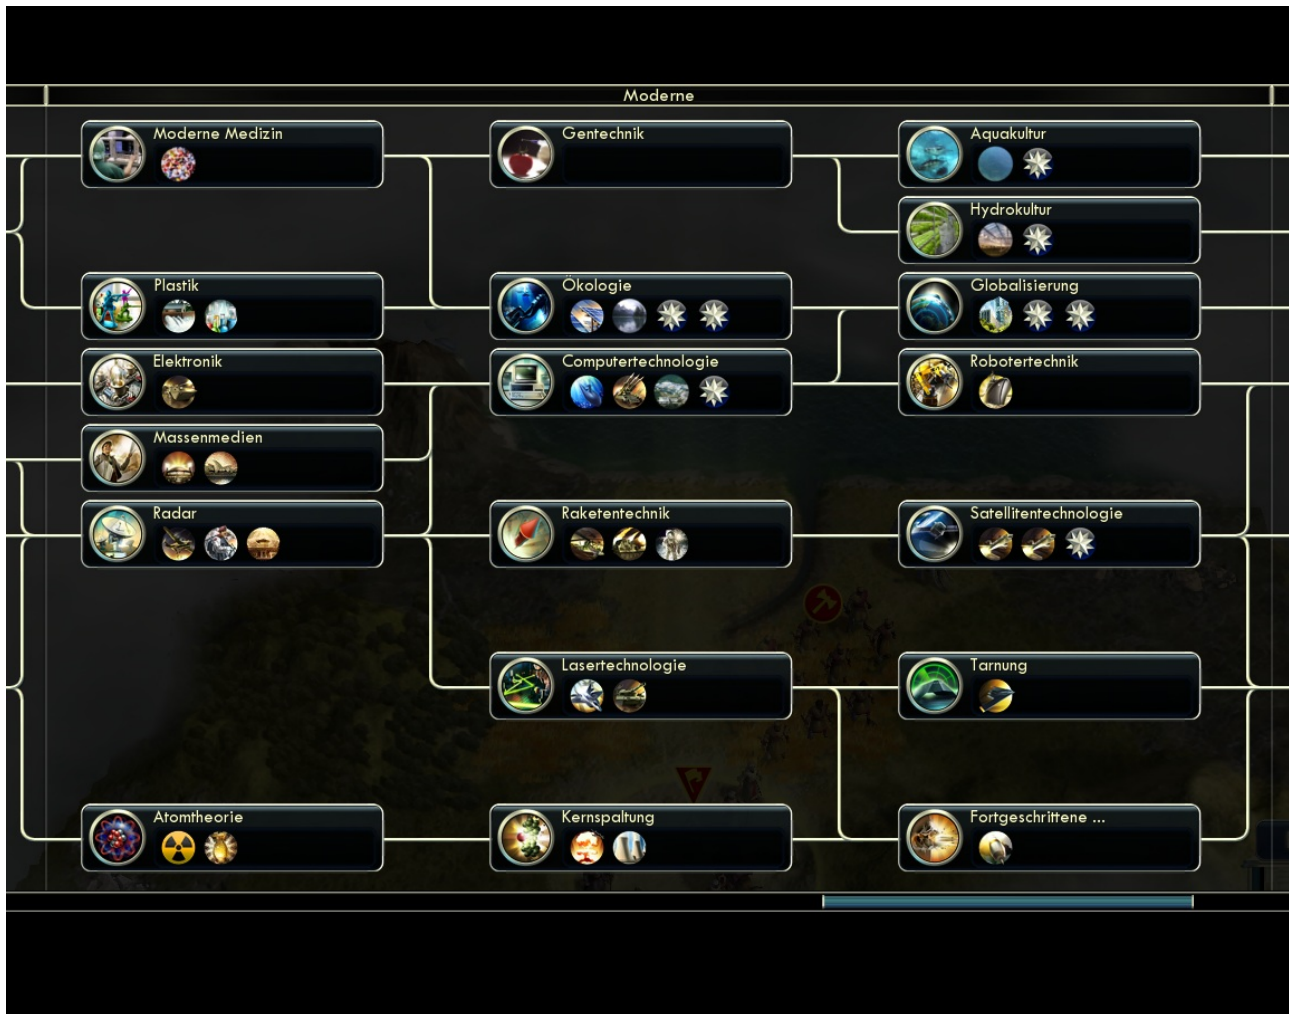 Moderne
Moderne Medizin
Gentechnik
Aquakultur
Hydrokultur
Plastik
Ökologie
Globalisierung
Elektronik
Computertechnologie
Robotertechnik
Massenmedien
Radar
Raketentechnik
Satellitentechnologie
Lasertechnologie
Tarnung
Atomtheorie
Kernspaltung
Fortgeschrittene ...